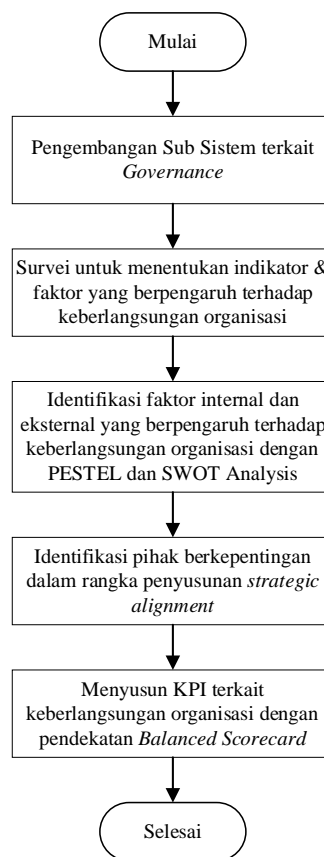 Mulai
Pengembangan Sub Sistem terkait
Governance
Survei untuk menentukan indikator &
faktor yang berpengaruh terhadap
keberlangsungan organisasi
Identifikasi faktor internal dan
eksternal yang berpengaruh terhadap
keberlangsungan organisasi dengan
PESTEL dan SWOT Analysis
Identifikasi pihak berkepentingan
dalam rangka penyusunan strategic
alignment
Menyusun KPI terkait
keberlangsungan organisasi dengan
pendekatan Balanced Scorecard
Selesai